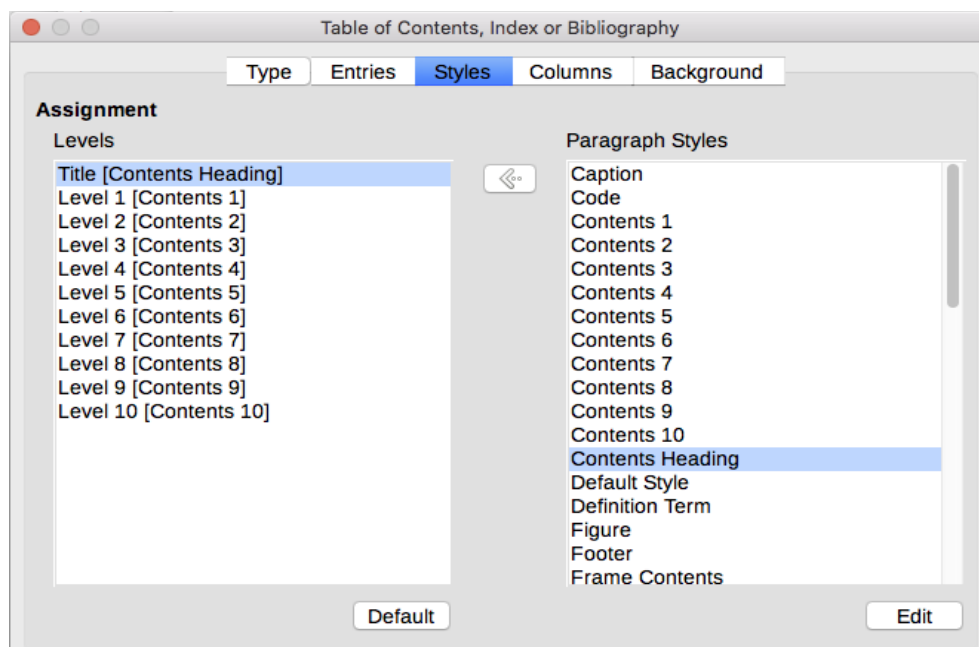 Table of Contents, Index or Bibliography
Type Entries Styles Columns Background
Assignment
Levels
Title [Contents Heading]
Level 1 [Contents 1]
Level 2 [Contents 2]
Level 3 [Contents 3]
Level 4 [Contents 4]
Level 5 [Contents 5]
Level 6 [Contents 6]
Level 7 [Contents 7]
Level 8 [Contents 8]
Level 9 [Contents 9]
Level 10 [Contents 10]
Default
Paragraph Styles
Caption
Code
Contents 1
Contents 2
Contents 3
Contents 4
Contents 5
Contents 6
Contents 7
Contents 8
Contents 9
Contents 10
Contents Heading
Default Style
Definition Term
Figure
Footer
Frame Contents
Edit